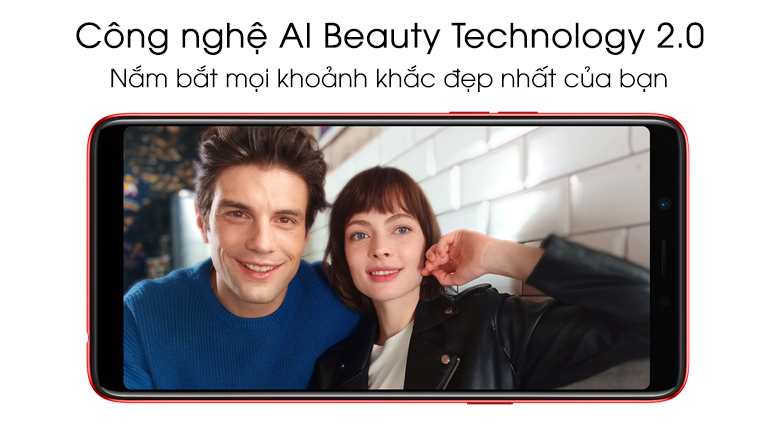 Công nghệ AI Beauty Technology 2.0
Nắm bắt mọi khoảnh khắc đẹp nhất của bạn